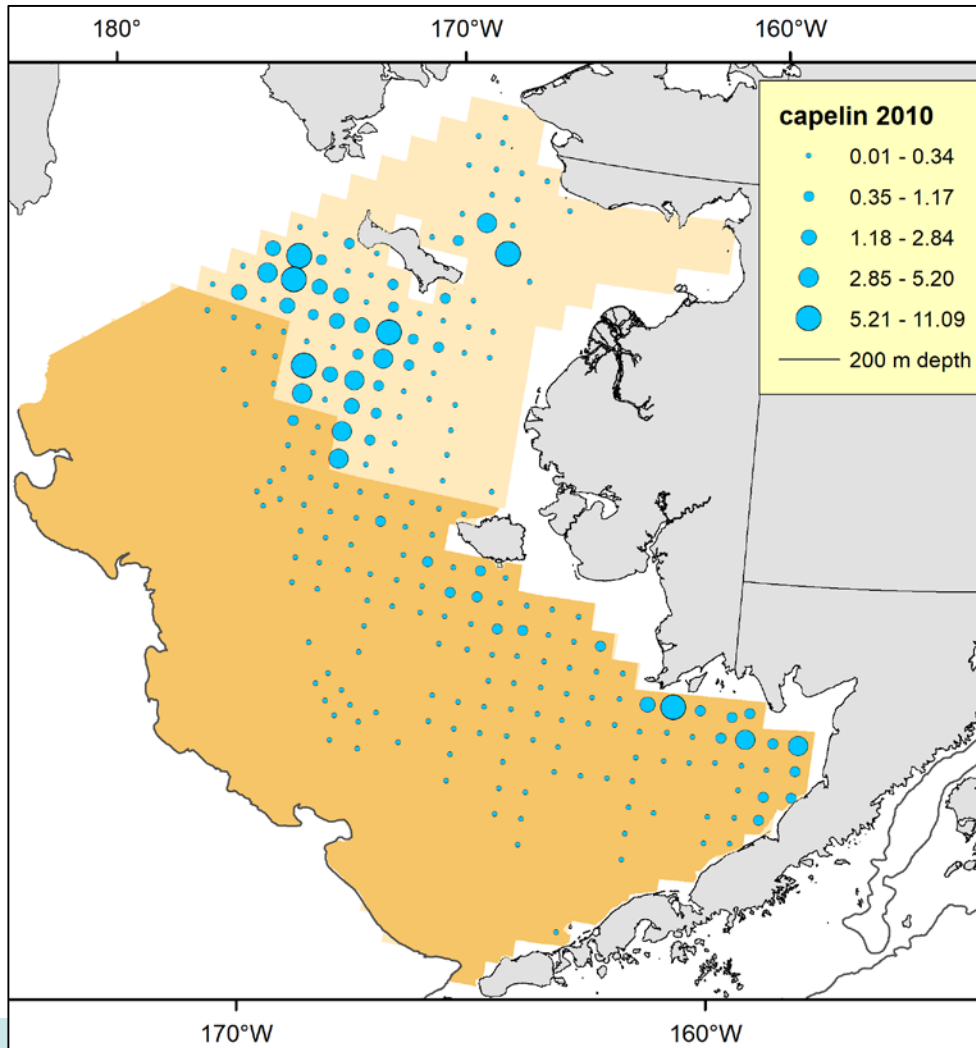 180° 170°W 160°W
capelin 2010
0.01 - 0.34
0.35 - 1.17
1.18 - 2.84
2.85 - 5.20
5.21 - 11.09
200 m depth
170°W 160°W